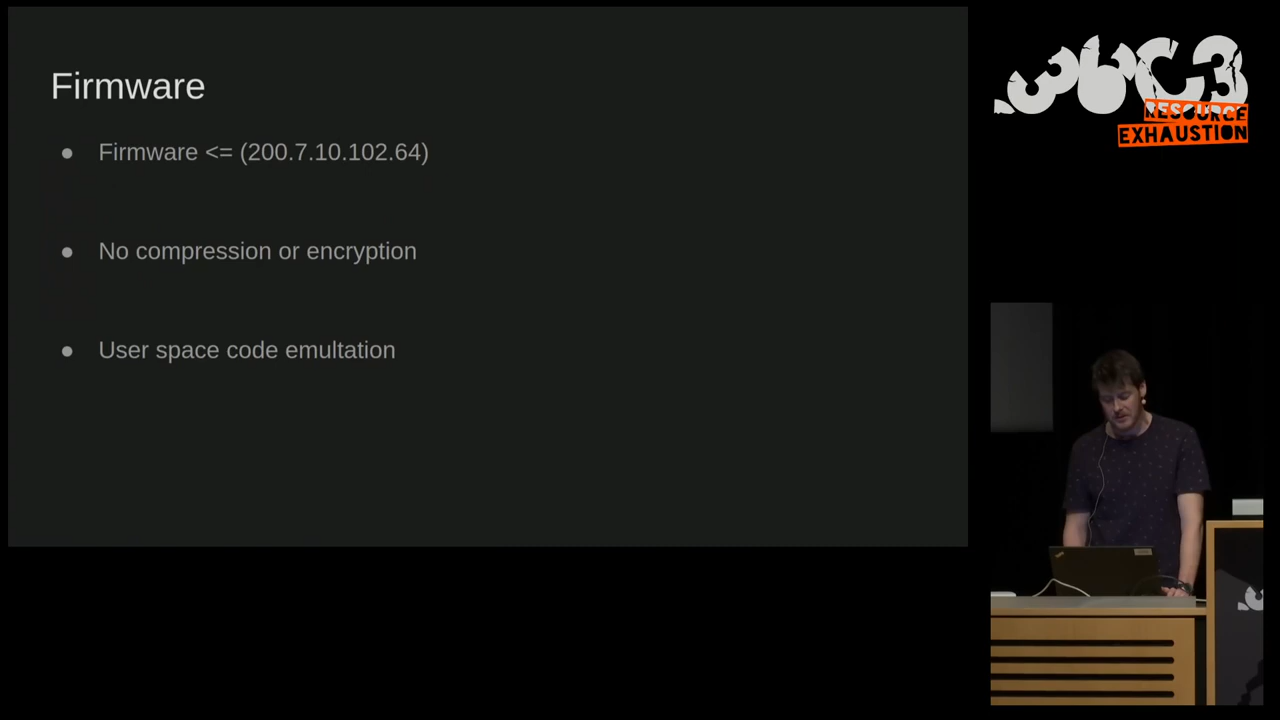 Firmware
● Firmware <= (200.7.10.102.64)
● No compression or encryption
● User space code emultation
36C3
RESOURCE
EXHAUSTION